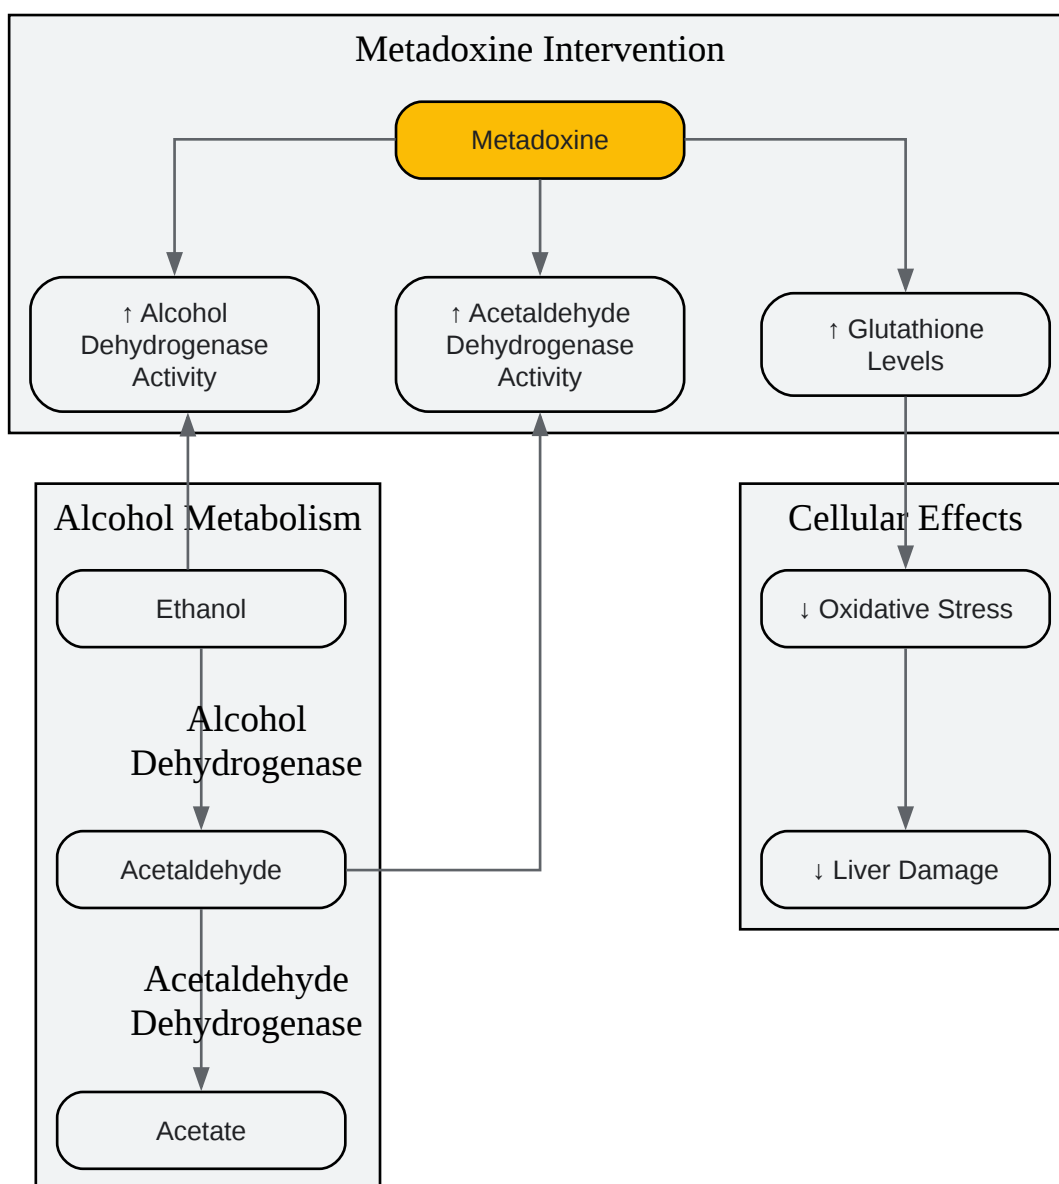 Metadoxine Intervention
Metadoxine
↑ Alcohol
Dehydrogenase
Activity
↑ Acetaldehyde
Dehydrogenase
Activity
↑ Glutathione
Levels
Alcohol Metabolism
Ethanol
Alcohol
Dehydrogenase
Acetaldehyde
Acetaldehyde
Dehydrogenase
Acetate
Cellular Effects
↓ Oxidative Stress
↓ Liver Damage